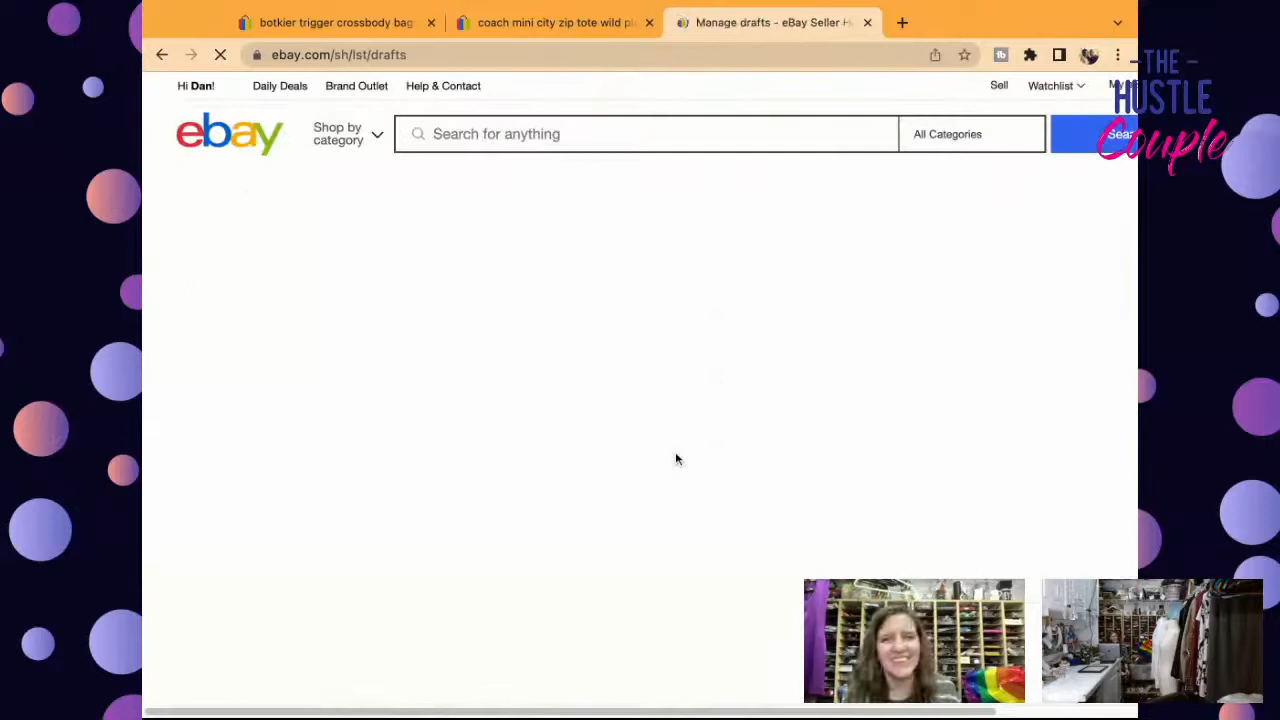 botkier trigger crossbody bag
coach mini city zip tote wild pl
Manage drafts - eBay Seller H
ebay.com/sh/lst/drafts
Hi Dan!
Daily Deals
Brand Outlet
Help & Contact
Sell
Watchlist
ebay
Shop by
category
Search for anything
All Categories
Sea
-THE-
HUSTLE
Couple